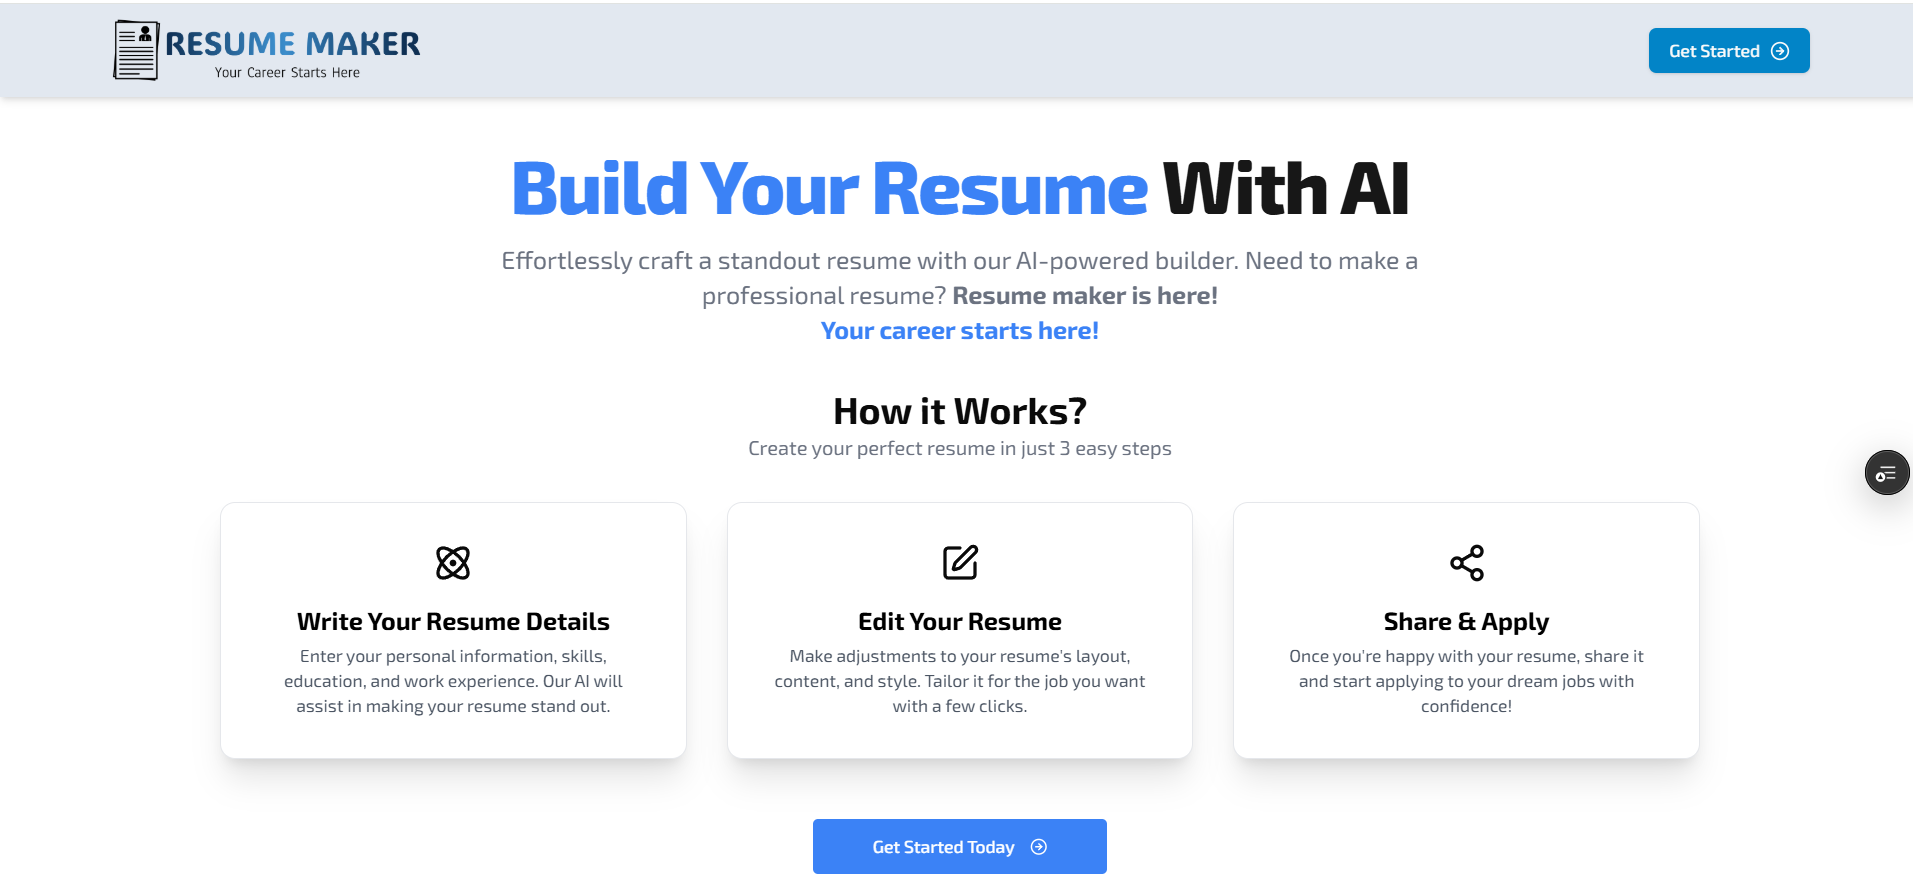 RESUME MAKER
Your Career Starts Here
Get Started
Build Your Resume With AI
Effortlessly craft a standout resume with our AI-powered builder. Need to make a
professional resume? Resume maker is here!
Your career starts here!
How it Works?
Create your perfect resume in just 3 easy steps
Write Your Resume Details
Enter your personal information, skills,
education, and work experience. Our AI will
assist in making your resume stand out.
Edit Your Resume
Make adjustments to your resume's layout,
content, and style. Tailor it for the job you want
with a few clicks.
Share & Apply
Once you're happy with your resume, share it
and start applying to your dream jobs with
confidence!
Get Started Today